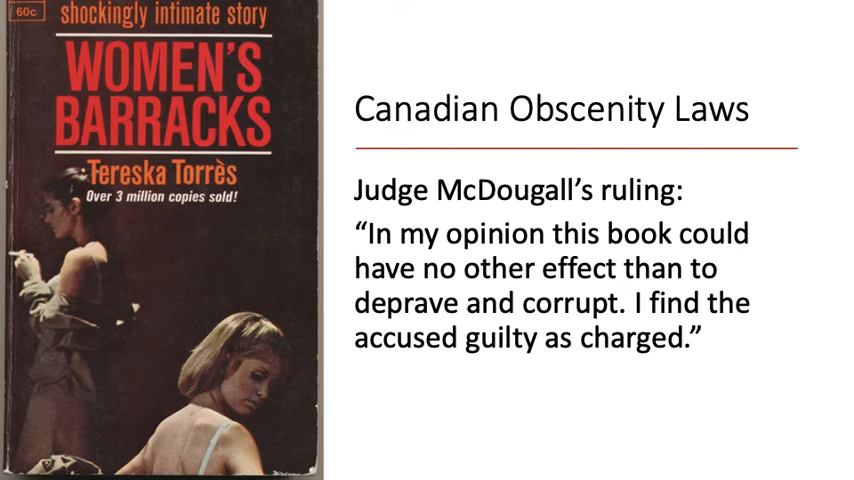 60c
shockingly intimate story
WOMEN'S
BARRACKS
Tereska Torrès
Over 3 million copies sold!
Canadian Obscenity Laws
Judge McDougall’s ruling:
“In my opinion this book could
have no other effect than to
deprave and corrupt. I find the
accused guilty as charged.”